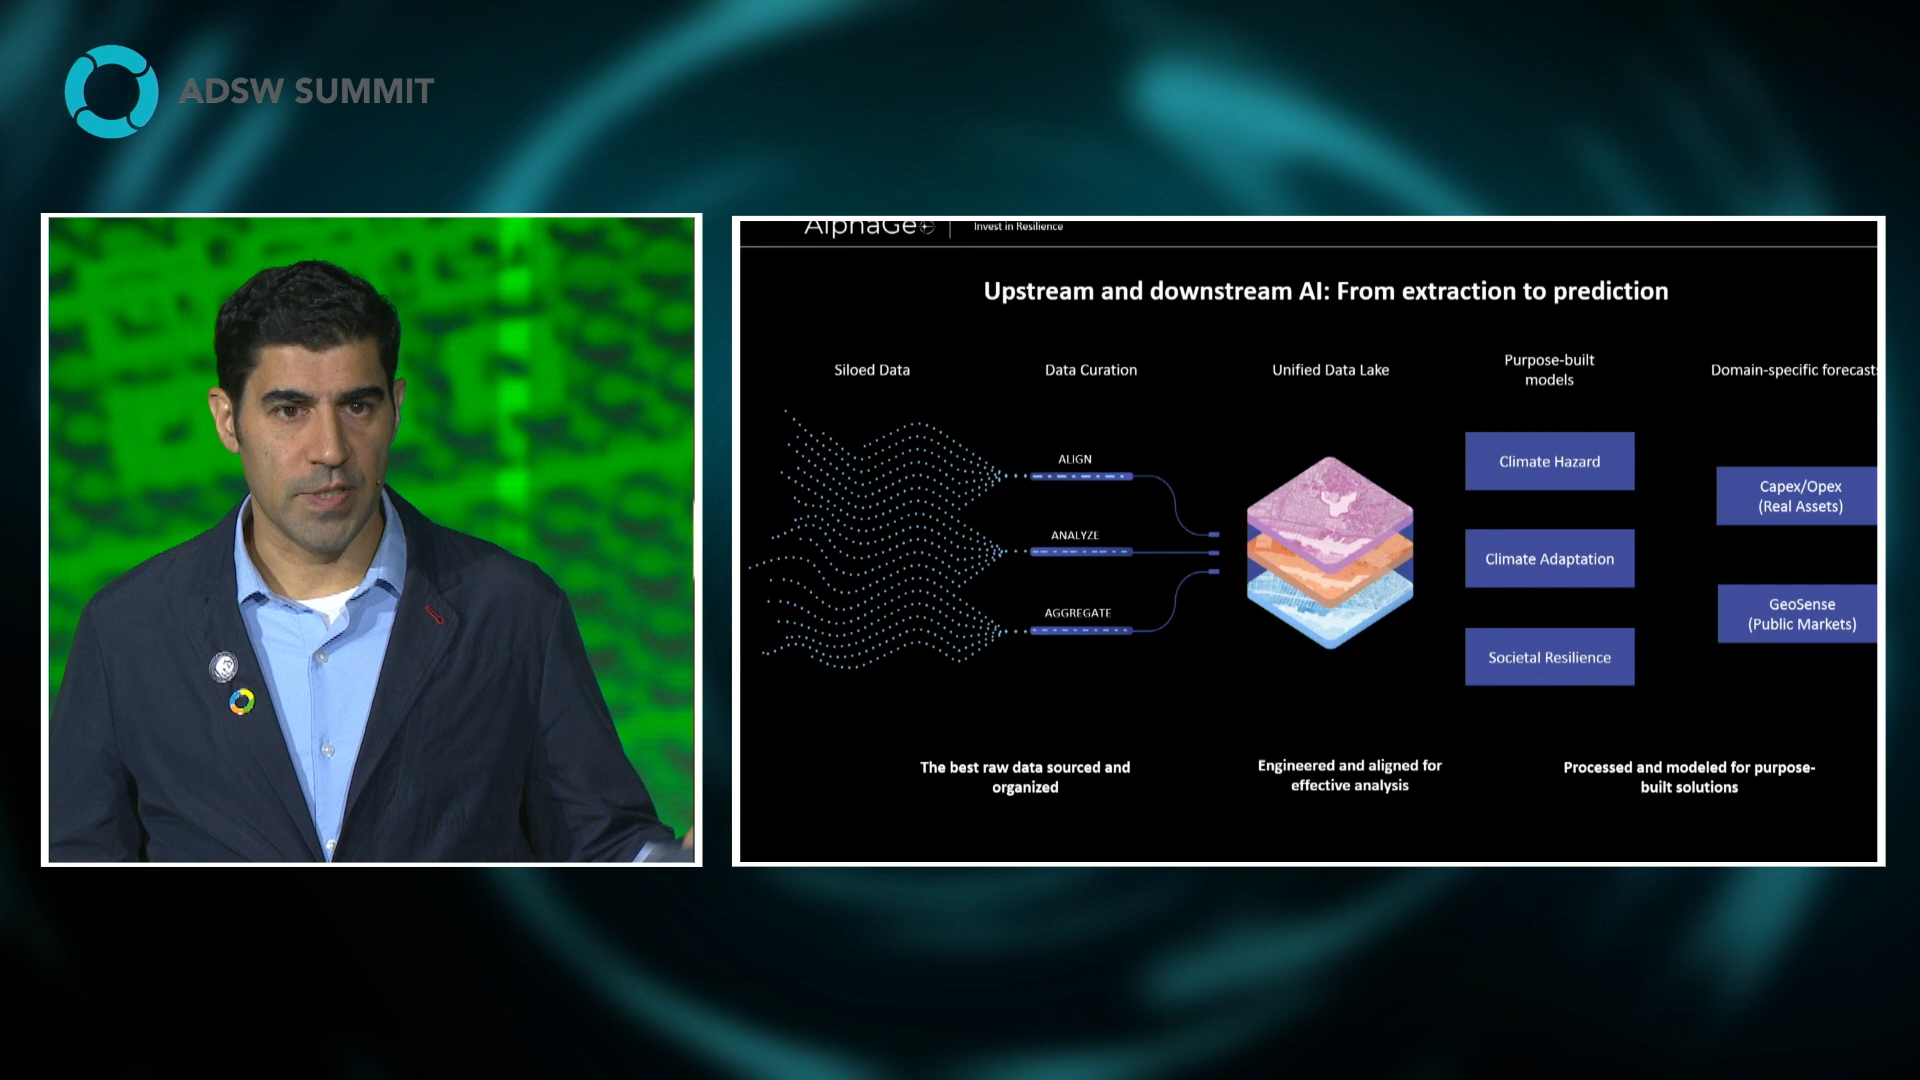 ADSW SUMMIT
AlphaGeo
Invest in Resilience
Upstream and downstream AI: From extraction to prediction
Siloed Data
Data Curation
Unified Data Lake
Purpose-built
models
Domain-specific forecasts
ALIGN
ANALYZE
AGGREGATE
Climate Hazard
Climate Adaptation
Societal Resilience
Capex/Opex
(Real Assets)
GeoSense
(Public Markets)
The best raw data sourced and
organized
Engineered and aligned for
effective analysis
Processed and modeled for purpose-
built solutions